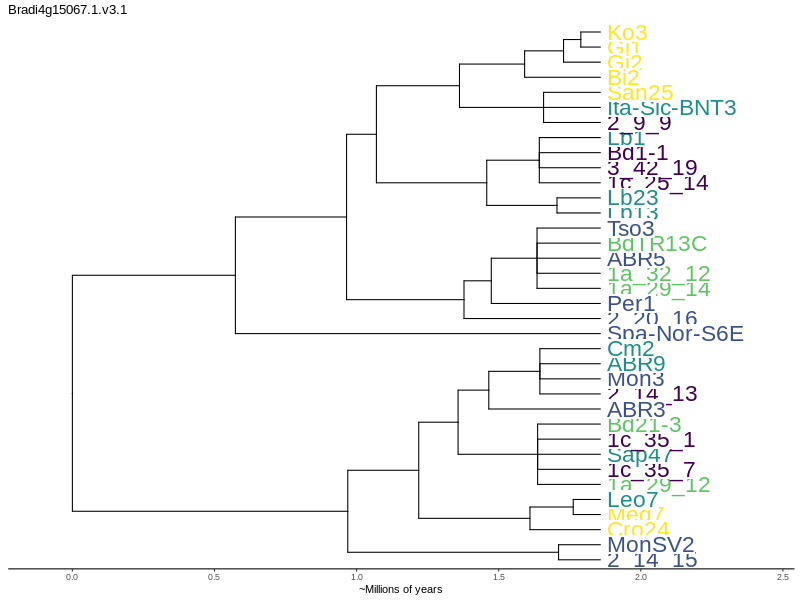 Bradi4g15067.1.v3.1
Ko3
Gi1
Gi2
Bi2
San25
Ita-Sic-BNT3
2_9_9
Lb1
Bd1-1
3_42_19
1c_25_14
Lb23
Lb13
Tso3
BdTR13C
ABR5
1a_32_12
1a_29_14
Per1
2_20_16
Spa-Nor-S6E
Cm2
ABR9
Mon3
2_14_13
ABR3
Bd21-3
1c_35_1
Sap47
1c_35_7
1a_29_12
Leo7
Meg7
Cro24
MonSV2
2_14_15
0.0 0.5 1.0 1.5 2.0 2.5
~Millions of years